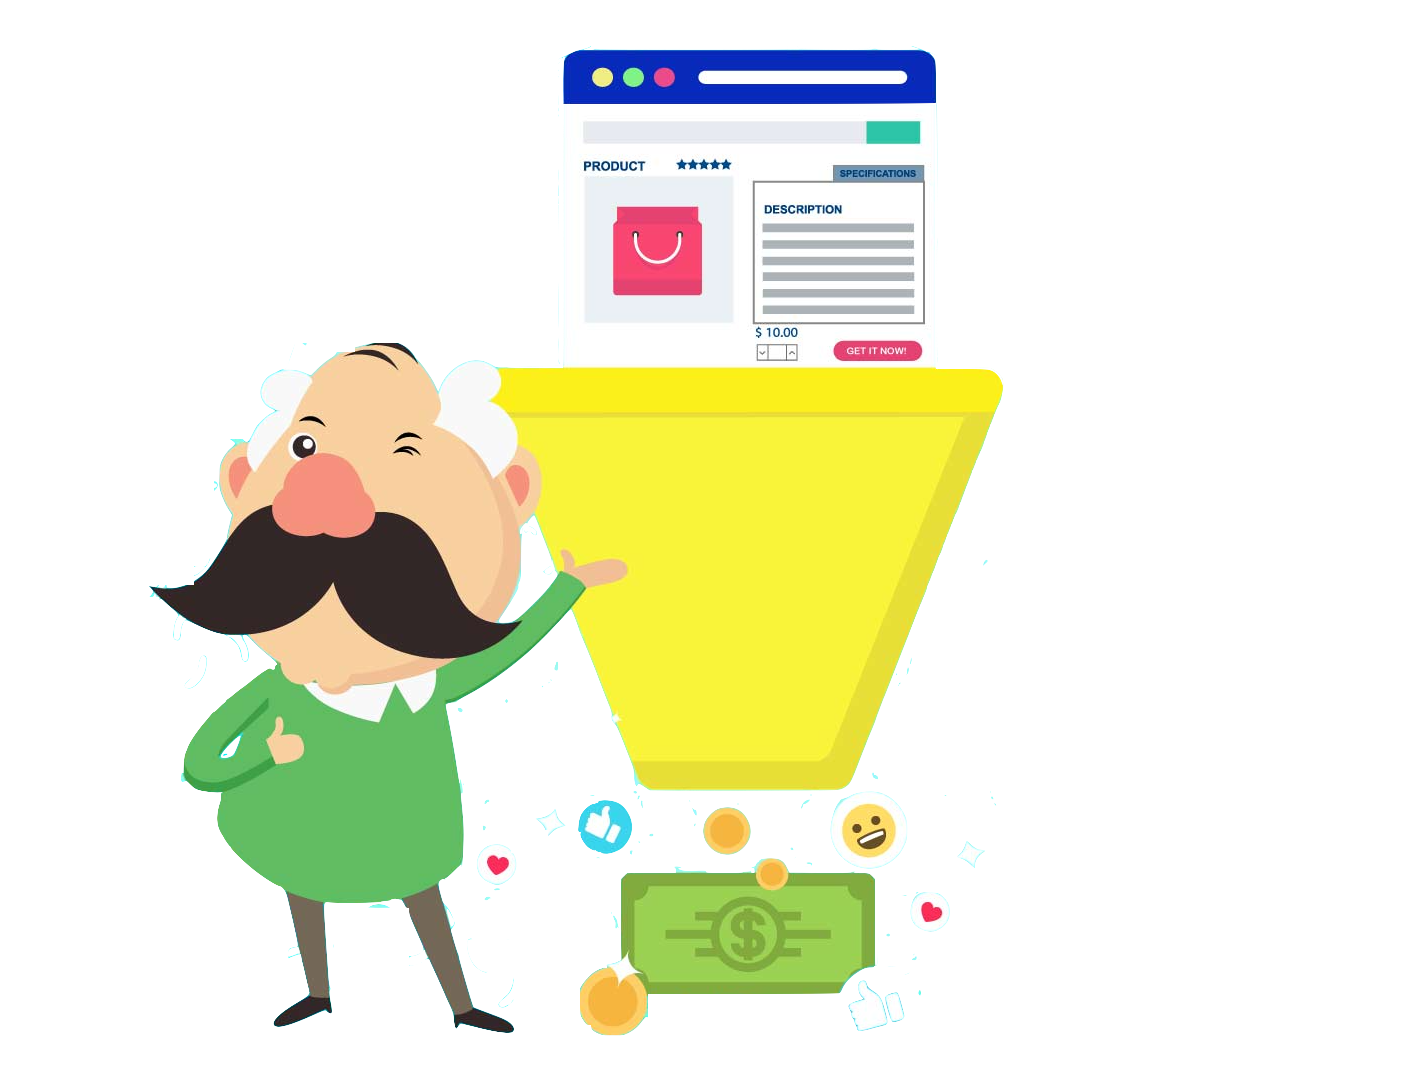 PRODUCT
SPECIFICATIONS
DESCRIPTION
$ 10.00
GET IT NOW!
$